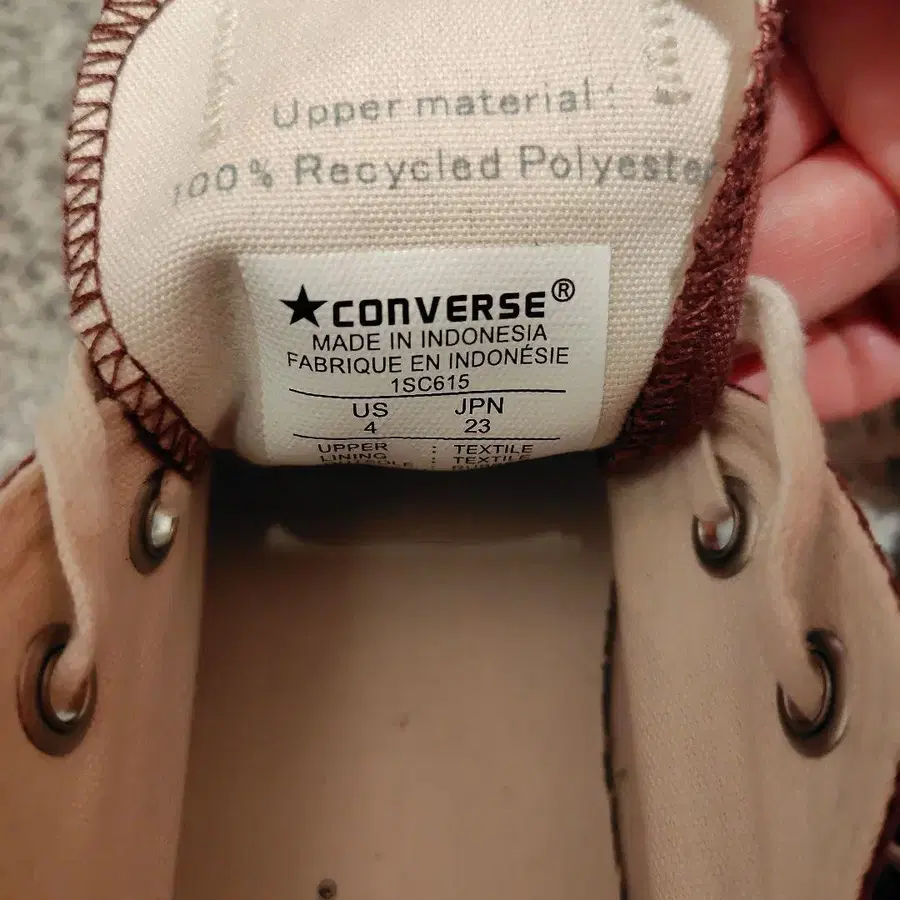 Upper material :
100% Recycled Polyester
★CONVERSE®
MADE IN INDONESIA
FABRIQUE EN INDONÉSIE
1SC615
US JPN
4 23
UPPER : TEXTILE
LINING : TEXTILE